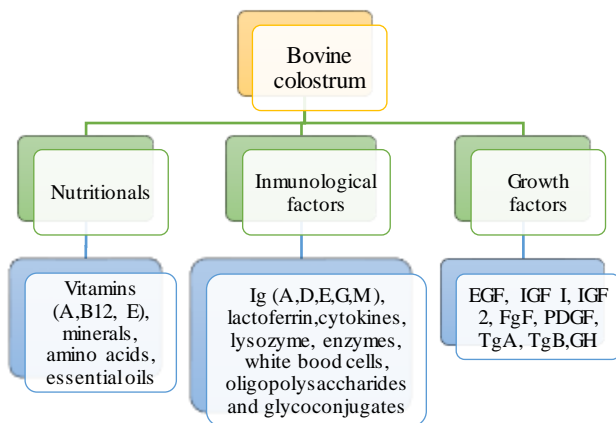 Bovine
colostrum
Nutritionals
Inmunological
factors
Growth
factors
Vitamins
(A,B12, E),
minerals,
amino acids,
essential oils
Ig (A,D,E,G,M),
lactoferrin,cytokines,
lysozyme, enzymes,
white bood cells,
oligopolysaccharides
and glycoconjugates
EGF, IGF I, IGF
2, FgF, PDGF,
TgA, TgB,GH